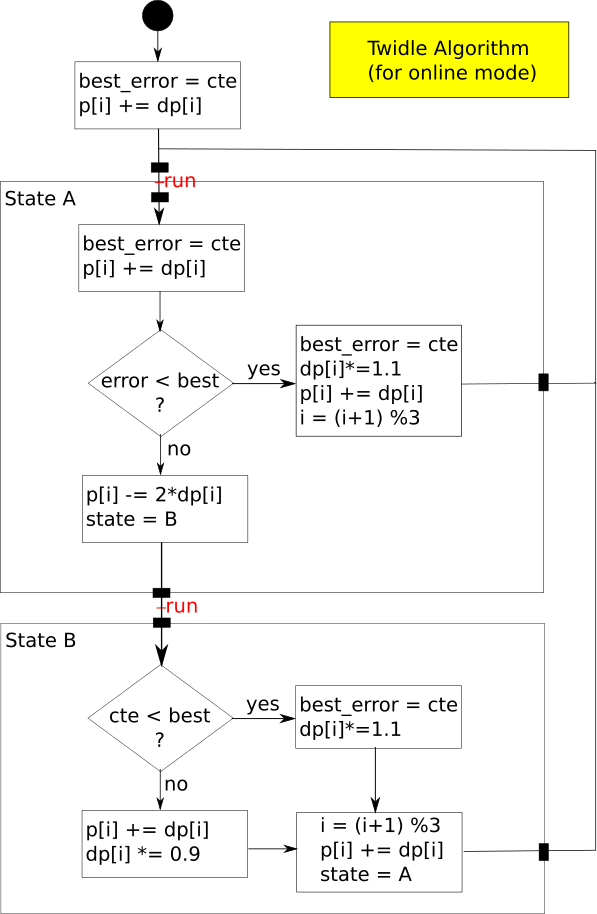 Twidle Algorithm
(for online mode)
best_error = cte
p[i] += dp[i]
run
State A
best_error = cte
p[i] += dp[i]
error < best
?
yes
best_error = cte
dp[i]*=1.1
p[i] += dp[i]
i = (i+1) %3
no
p[i] -= 2*dp[i]
state = B
run
State B
cte < best
?
yes
best_error = cte
dp[i]*=1.1
no
p[i] += dp[i]
dp[i] *= 0.9
i = (i+1) %3
p[i] += dp[i]
state = A